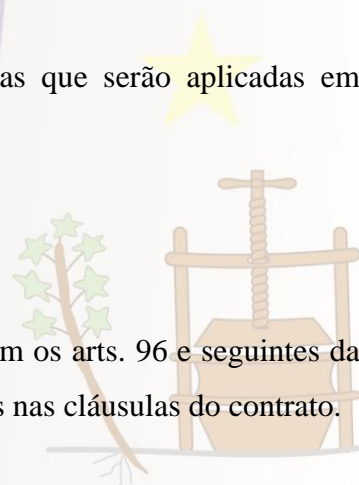 as que serão aplicadas em
m os arts. 96 e seguintes da
s nas cláusulas do contrato.